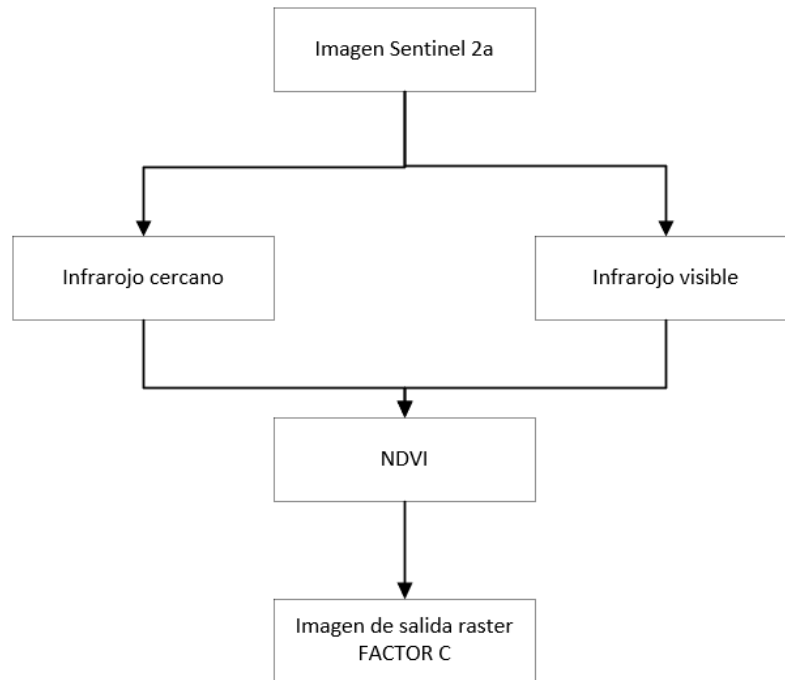 Imagen Sentinel 2a
Infrarojo cercano
Infrarojo visible
NDVI
Imagen de salida raster
FACTOR C